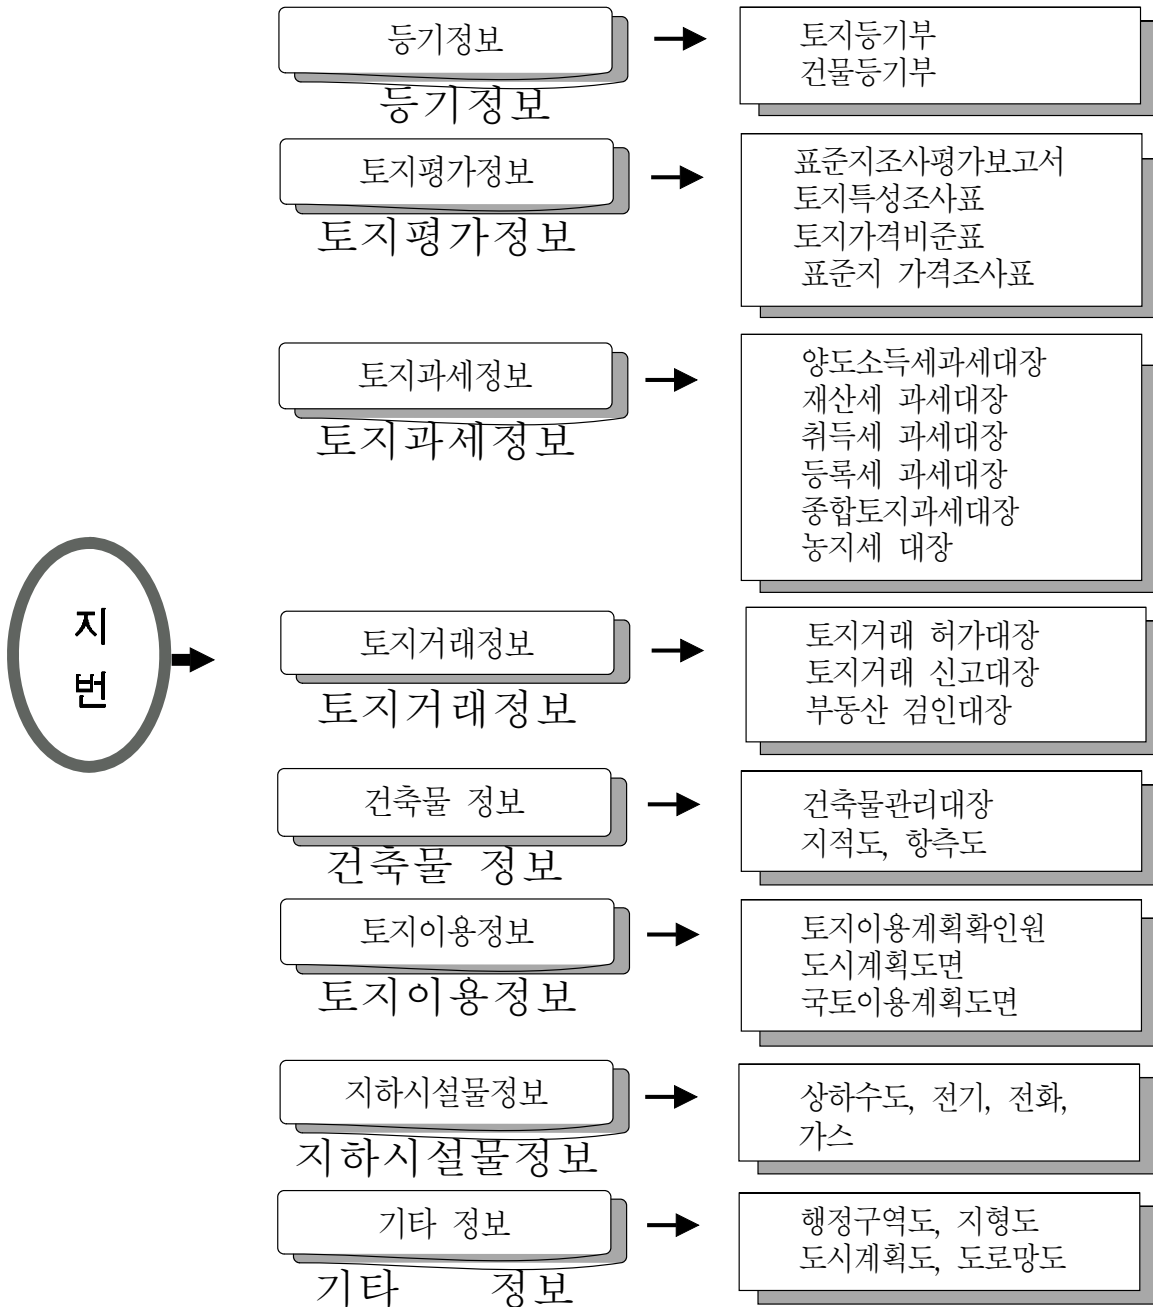 등기정보
토지등기부
건물등기부
등기정보
토지평가정보
표준지조사평가보고서
토지특성조사표
토지가격비준표
표준지 가격조사표
토지평가정보
토지과세정보
양도소득세과세대장
재산세 과세대장
취득세 과세대장
등록세 과세대장
종합토지과세대장
농지세 대장
토지과세정보
지
번
토지거래정보
토지거래 허가대장
토지거래 신고대장
부동산 검인대장
토지거래정보
건축물 정보
건축물관리대장
지적도, 항측도
건축물 정보
토지이용정보
토지이용계획확인원
도시계획도면
국토이용계획도면
토지이용정보
지하시설물정보
상하수도, 전기, 전화,
가스
지하시설물정보
기타 정보
행정구역도, 지형도
도시계획도, 도로망도
기타 정보